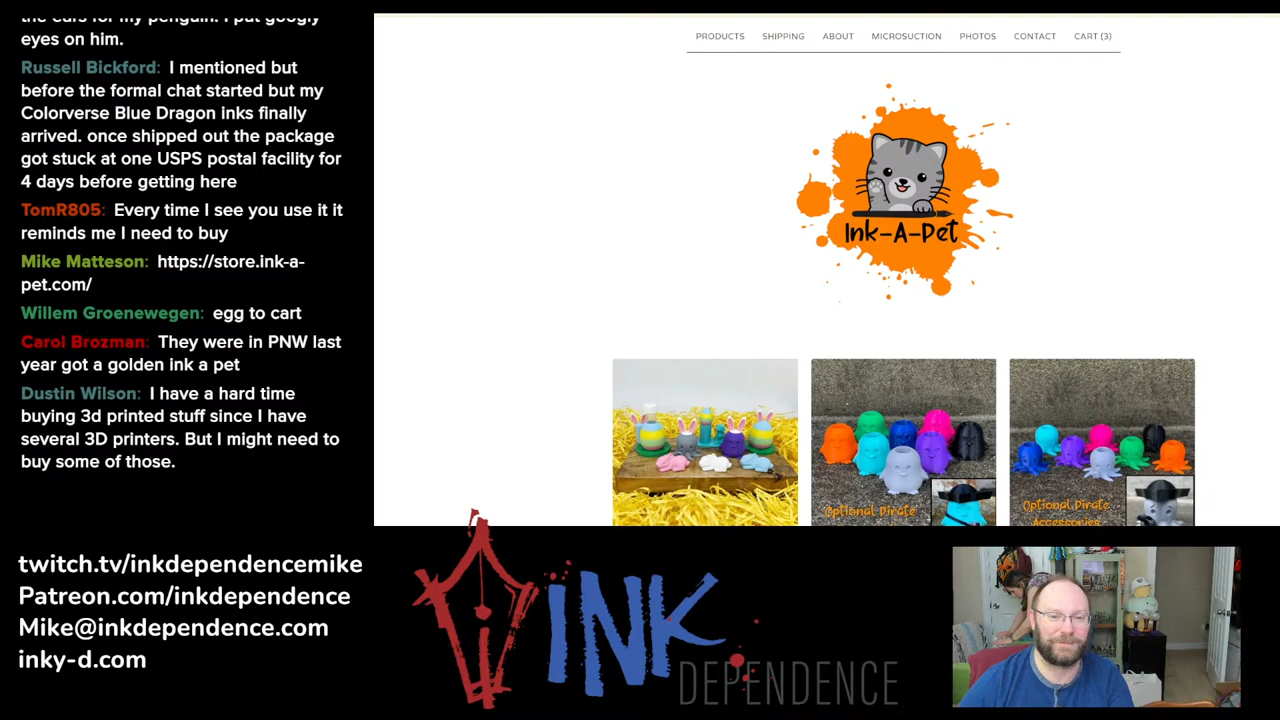 the ears for my penguin. I put googly
eyes on him.
Russell Bickford: I mentioned but
before the formal chat started but my
Colorverse Blue Dragon inks finally
arrived. once shipped out the package
got stuck at one USPS postal facility for
4 days before getting here
TomR805: Every time I see you use it it
reminds me I need to buy
Mike Matteson: https://store.ink-a-
pet.com/
Willem Groenewegen: egg to cart
Carol Brozman: They were in PNW last
year got a golden ink a pet
Dustin Wilson: I have a hard time
buying 3d printed stuff since I have
several 3D printers. But I might need to
buy some of those.
PRODUCTS SHIPPING ABOUT MICROSUCTION PHOTOS CONTACT CART (3)
Ink-A-Pet
Optional Pirate
Optional Pirate
Accessories
twitch.tv/inkdependencemike
Patreon.com/inkdependence
Mike@inkdependence.com
inky-d.com
INK
DEPENDENCE